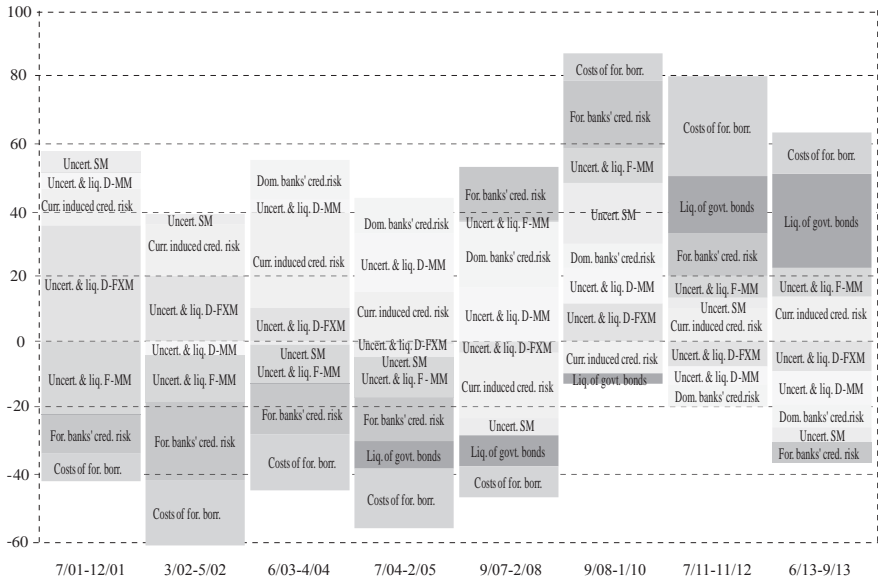 100
80
60
40
20
0
-20
-40
-60
Uncert. SM
Uncert. & liq. D-MM
Curr. induced cred. risk
Uncert. & liq. D-FXM
Uncert. & liq. F-MM
For. banks' cred. risk
Costs of for. borr.
Uncert. SM
Curr. induced cred. risk
Uncert. & liq. D-FXM
Uncert. & liq. D-MM
Uncert. & liq. F-MM
For. banks' cred. risk
Costs of for. borr.
Dom. banks' cred.risk
Uncert. & liq. D-MM
Curr. induced cred. risk
Uncert. & liq. D-FXM
Uncert. SM
Uncert. & liq. F-MM
For. banks' cred. risk
Costs of for. borr.
Dom. banks' cred.risk
Uncert. & liq. D-MM
Curr. induced cred. risk
Uncert. & liq. D-FXM
Uncert. SM
Uncert. & liq. F-MM
For. banks' cred. risk
Liq. of govt. bonds
Costs of for. borr.
For. banks' cred. risk
Uncert. & liq. F-MM
Dom. banks' cred.risk
Uncert. & liq. D-MM
Uncert. & liq. D-FXM
Curr. induced cred. risk
Uncert. SM
Liq. of govt. bonds
Costs of for. borr.
Costs of for. borr.
For. banks' cred. risk
Uncert. & liq. F-MM
Uncert. SM
Dom. banks' cred.risk
Uncert. & liq. D-MM
Uncert. & liq. D-FXM
Curr. induced cred. risk
Liq. of govt. bonds
Costs of for. borr.
Liq. of govt. bonds
For. banks' cred. risk
Uncert. & liq. F-MM
Uncert. SM
Curr. induced cred. risk
Uncert. & liq. D-FXM
Uncert. & liq. D-MM
Dom. banks' cred.risk
Costs of for. borr.
Liq. of govt. bonds
Uncert. & liq. F-MM
Curr. induced cred. risk
Uncert. & liq. D-FXM
Uncert. & liq. D-MM
Dom. banks' cred.risk
Uncert. SM
For. banks' cred. risk
7/01-12/01 3/02-5/02 6/03-4/04 7/04-2/05 9/07-2/08 9/08-1/10 7/11-11/12 6/13-9/13